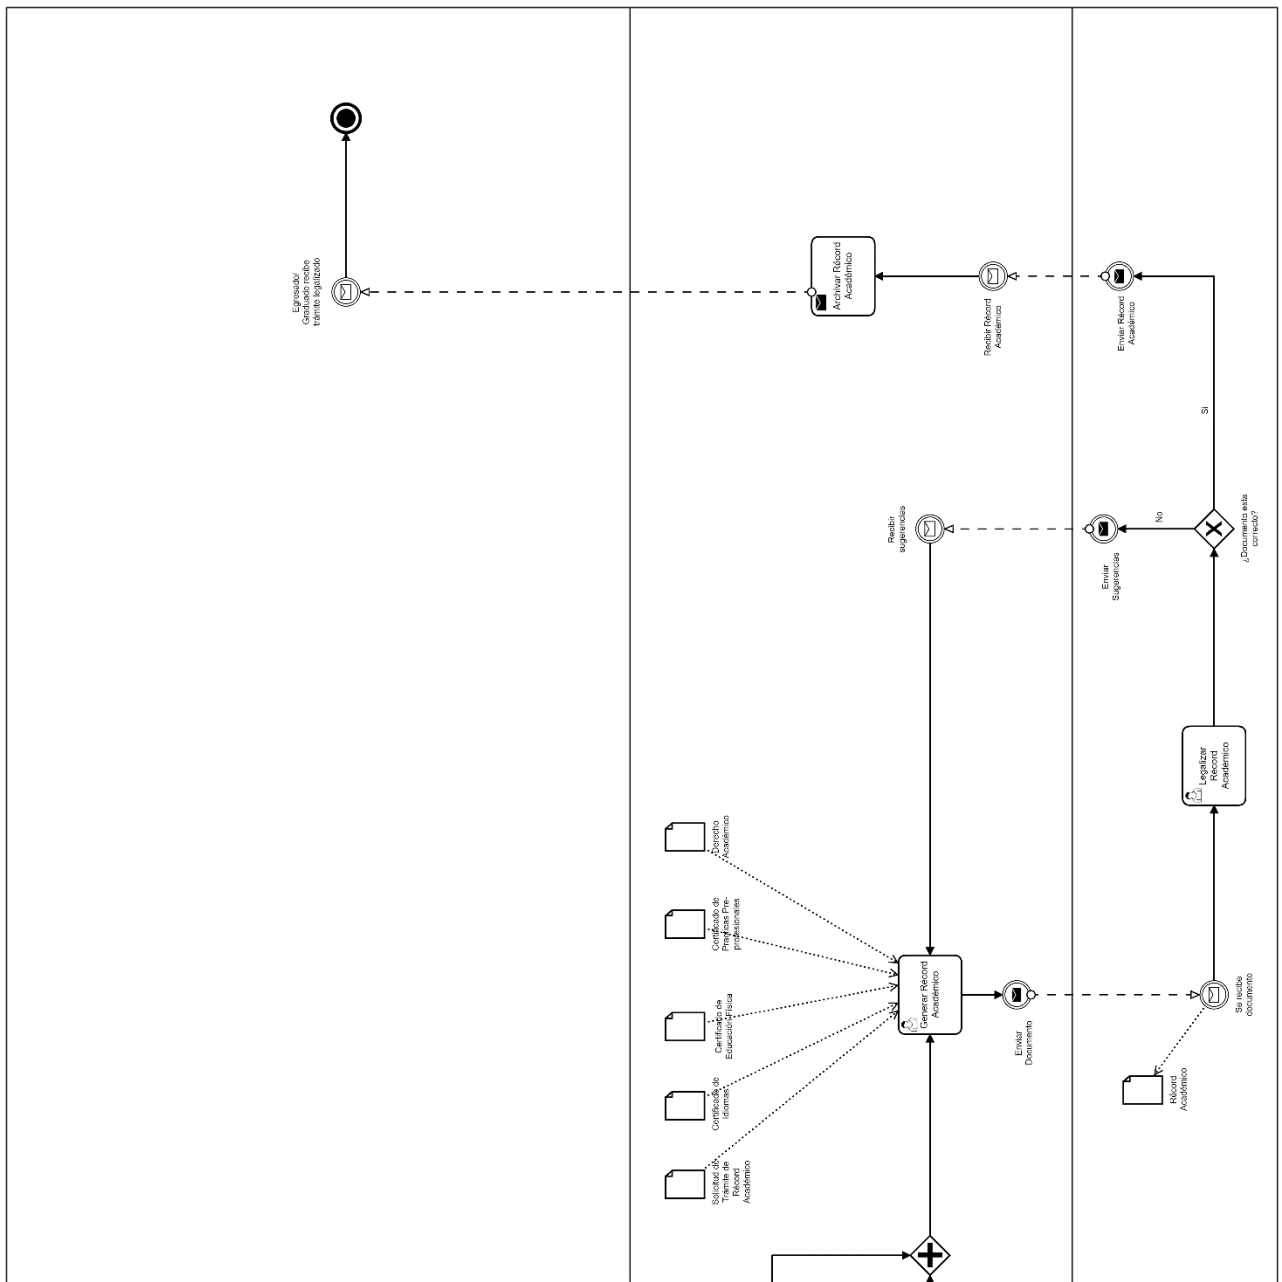 Egresado/
Graduado recibe
trámite legalizado
Archivar Récord
Académico
Recibir Récord
Académico
Enviar Récord
Académico
Si
Recibir
sugerencias
No
Enviar
Sugerencias
¿Documento esta
correcto?
Legalizar
Récord
Académico
Derecho
Académico
Certificado de
Practicas Pre-
profesionales
Certificado de
Educación Física
Certificado de
Idiomas
Solicitud de
Trámite de
Récord
Académico
Generar Récord
Académico
Enviar
Documento
Se recibe
documento
Récord
Académico